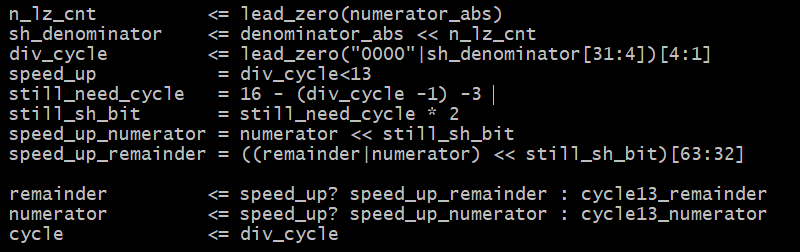 n_lz_cnt <= lead_zero(numerator_abs)
sh_denominator <= denominator_abs << n_lz_cnt
div_cycle <= lead_zero("0000"|sh_denominator[31:4])[4:1]
speed_up = div_cycle<13
still_need_cycle = 16 - (div_cycle -1) -3
still_sh_bit = still_need_cycle * 2
speed_up_numerator = numerator << still_sh_bit
speed_up_remainder = ((remainder|numerator) << still_sh_bit)[63:32]
remainder <= speed_up? speed_up_remainder : cycle13_remainder
numerator <= speed_up? speed_up_numerator : cycle13_numerator
cycle <= div_cycle